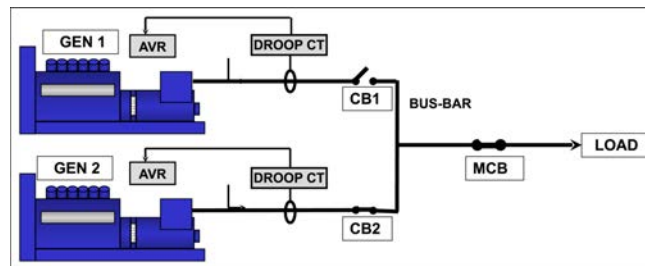 GEN 1
AVR
DROOP CT
CB1
BUS-BAR
MCB
LOAD
GEN 2
AVR
DROOP CT
CB2